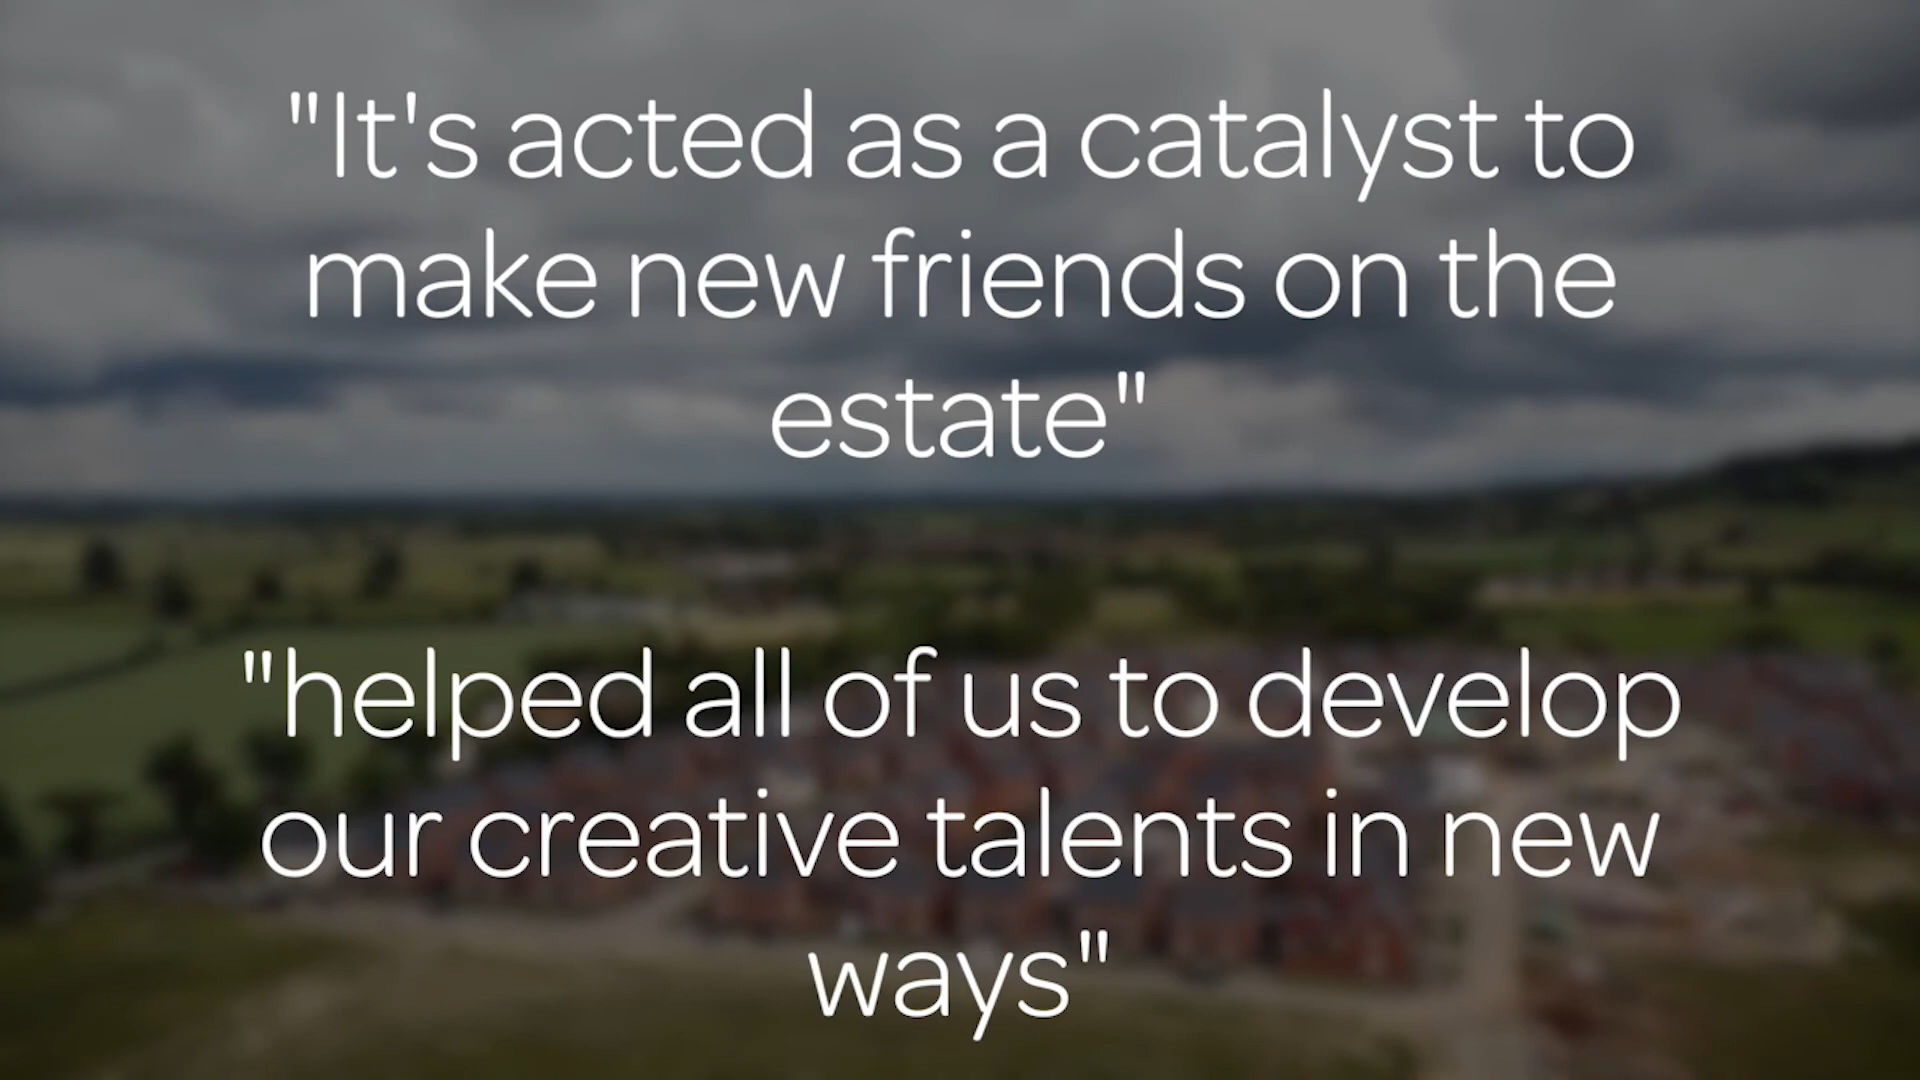 "It's acted as a catalyst to
make new friends on the
estate"
"helped all of us to develop
our creative talents in new
ways"